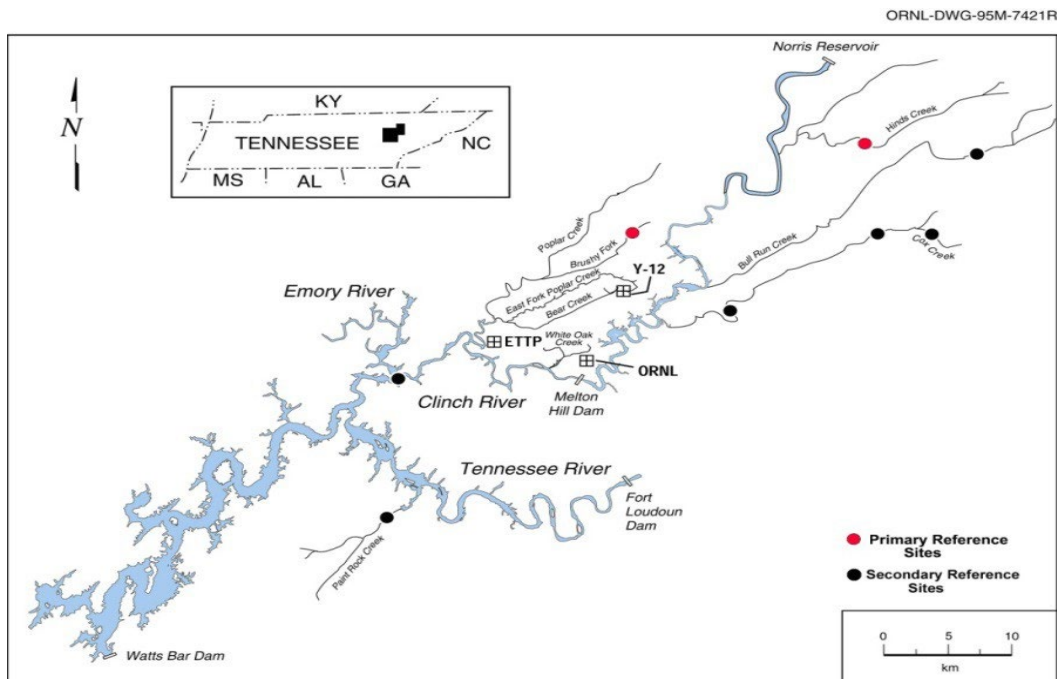 ORNL-DWG-95M-7421R
Norris Reservoir
N
KY
TENNESSEE
NC
MS
AL
GA
Hinds Creek
Poplar Creek
Brushy Fork
Bull Run Creek
Cox Creek
Y-12
East Fork Poplar Creek
Bear Creek
Emory River
ETTP
White Oak
Creek
ORNL
Clinch River
Melton
Hill Dam
Tennessee River
Fort
Loudoun
Dam
Paint Rock Creek
Primary Reference
Sites
Secondary Reference
Sites
Watts Bar Dam
0 5 10
km